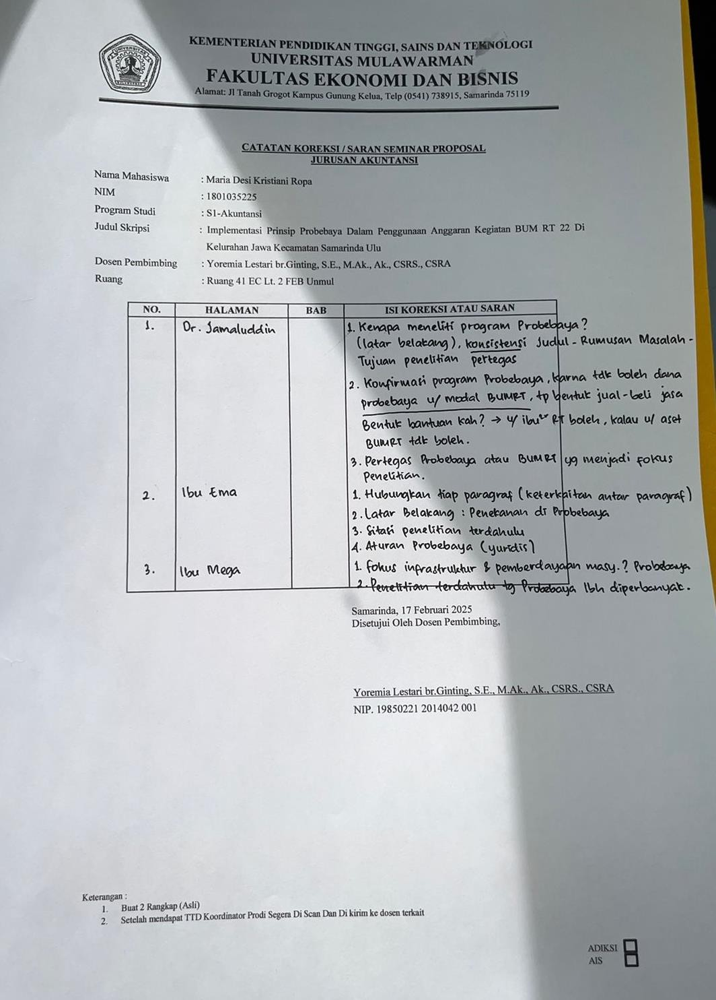 KEMENTERIAN PENDIDIKAN TINGGI, SAINS DAN TEKNOLOGI
UNIVERSITAS MULAWARMAN
FAKULTAS EKONOMI DAN BISNIS
Alamat: Jl Tanah Grogot Kampus Gunung Kelua, Telp (0541) 738915, Samarinda 75119
CATATAN KOREKSI / SARAN SEMINAR PROPOSAL
JURUSAN AKUNTANSI
Nama Mahasiswa : Maria Desi Kristiani Ropa
NIM : 1801035225
Program Studi : S1-Akuntansi
Judul Skripsi : Implementasi Prinsip Probebaya Dalam Penggunaan Anggaran Kegiatan BUM RT 22 Di
Kelurahan Jawa Kecamatan Samarinda Ulu
Dosen Pembimbing : Yoremia Lestari br.Ginting, S.E., M.Ak., Ak., CSRS., CSRA
Ruang : Ruang 41 EC Lt. 2 FEB Unmul
NO. HALAMAN BAB ISI KOREKSI ATAU SARAN
1. Dr. Jamaluddin 1. Kenapa meneliti program Probebaya?
(latar belakang), konsistensi Judul - Rumusan Masalah -
Tujuan penelitian pertegas
2. Konfirmasi program Probebaya, karna tdk boleh dana
probebaya u/ modal BUMRT, tp bentuk jual-beli jasa
Bentuk bantuan kah? → u/ ibu² RT boleh, kalau u/ aset
BUMRT tdk boleh.
3. Pertegas Probebaya atau BUMRT yg menjadi fokus
Penelitian.
2. Ibu Ema 1. Hubungkan tiap paragraf (keterkaitan antar paragraf)
2. Latar Belakang : Penekanan di Probebaya
3. Sitasi penelitian terdahulu
4. Aturan Probebaya (yuridis)
3. Ibu Mega 1. Fokus infrastruktur & pemberdayaan masy.? Probebaya
2. Penelitian terdahulu tg Probebaya lbh diperbanyak.
Samarinda, 17 Februari 2025
Disetujui Oleh Dosen Pembimbing,
Yoremia Lestari br.Ginting, S.E., M.Ak., Ak., CSRS., CSRA
NIP. 19850221 2014042 001
Keterangan :
1. Buat 2 Rangkap (Asli)
2. Setelah mendapat TTD Koordinator Prodi Segera Di Scan Dan Di kirim ke dosen terkait
ADIKSI
AIS